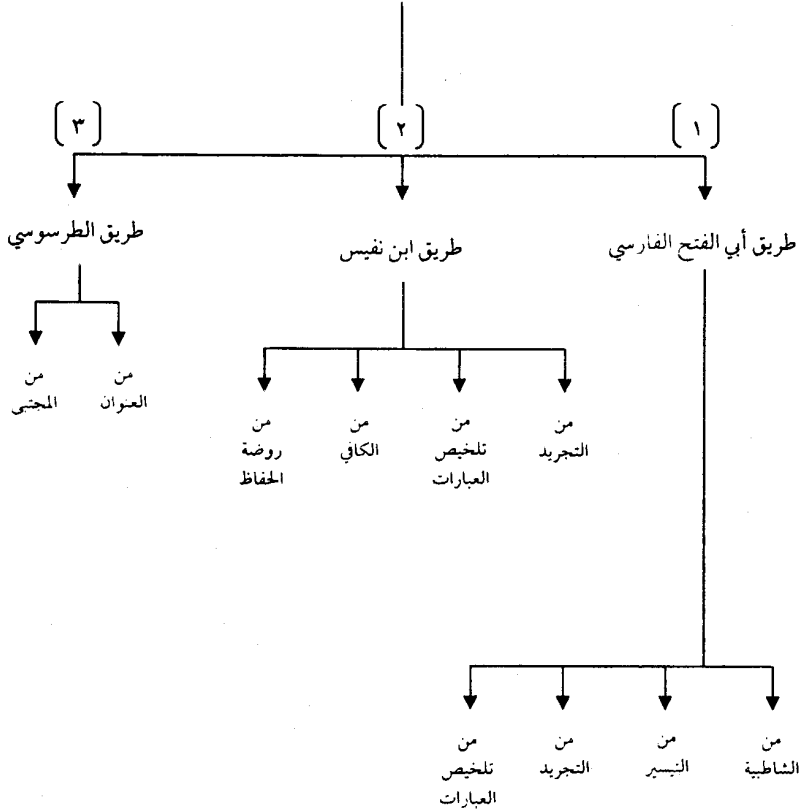 (١)
(٢)
(٣)
طريق أبي الفتح الفارسي
طريق ابن نفيس
طريق الطرسوسي
من
العنوان
من
المجتبى
من
التجريد
من
تلخيص
العبارات
من
الكافي
من
روضة
الحفاظ
من
الشاطبية
من
التيسير
من
التجريد
من
تلخيص
العبارات